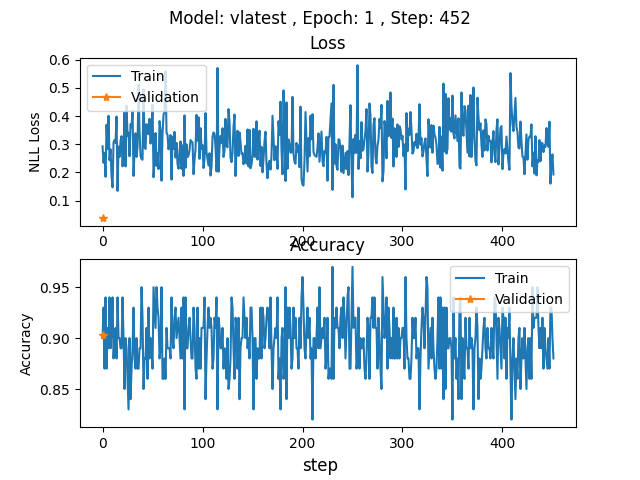 Model: vlatest , Epoch: 1 , Step: 452
Loss
NLL Loss
0.6
0.5
0.4
0.3
0.2
0.1
Train
Validation
0 100 200 300 400
Accuracy
Accuracy
0.95
0.90
0.85
Train
Validation
0 100 200 300 400
step